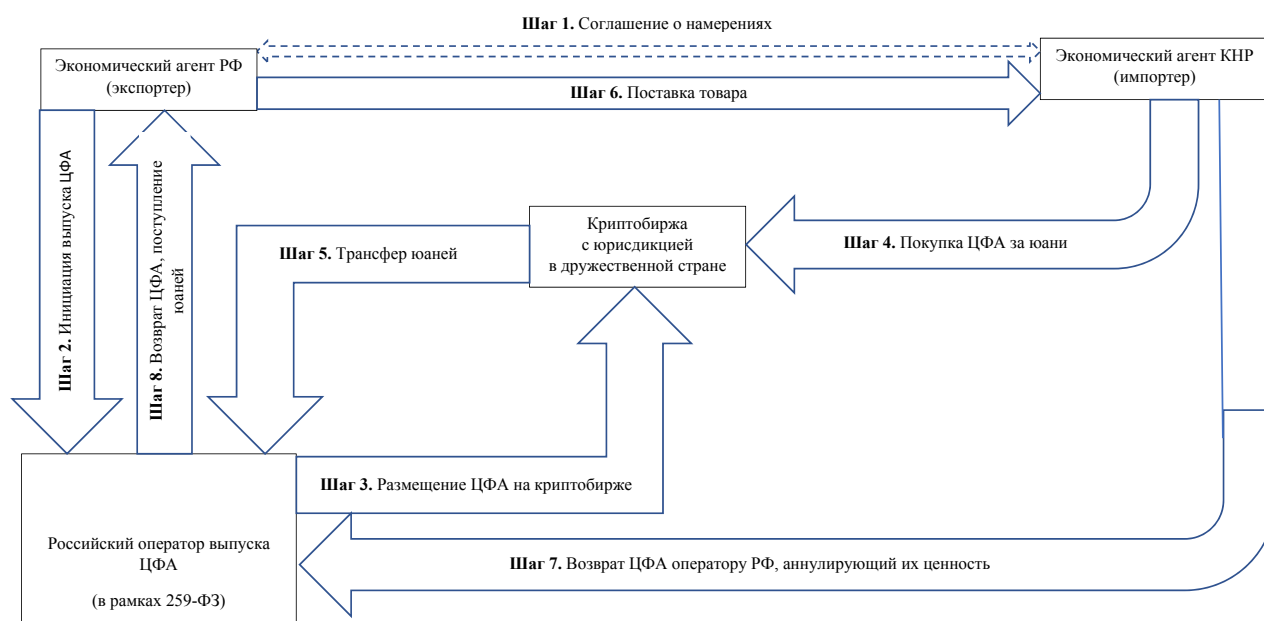 Шаг 1. Соглашение о намерениях
Экономический агент РФ
(экспортер)
Экономический агент КНР
(импортер)
Шаг 6. Поставка товара
Шаг 2. Инициация выпуска ЦФА
Шаг 8. Возврат ЦФА, поступление
юаней
Криптобиржа
с юрисдикцией
в дружественной стране
Шаг 4. Покупка ЦФА за юани
Шаг 5. Трансфер юаней
Шаг 3. Размещение ЦФА на криптобирже
Российский оператор выпуска
ЦФА
(в рамках 259-ФЗ)
Шаг 7. Возврат ЦФА оператору РФ, аннулирующий их ценность